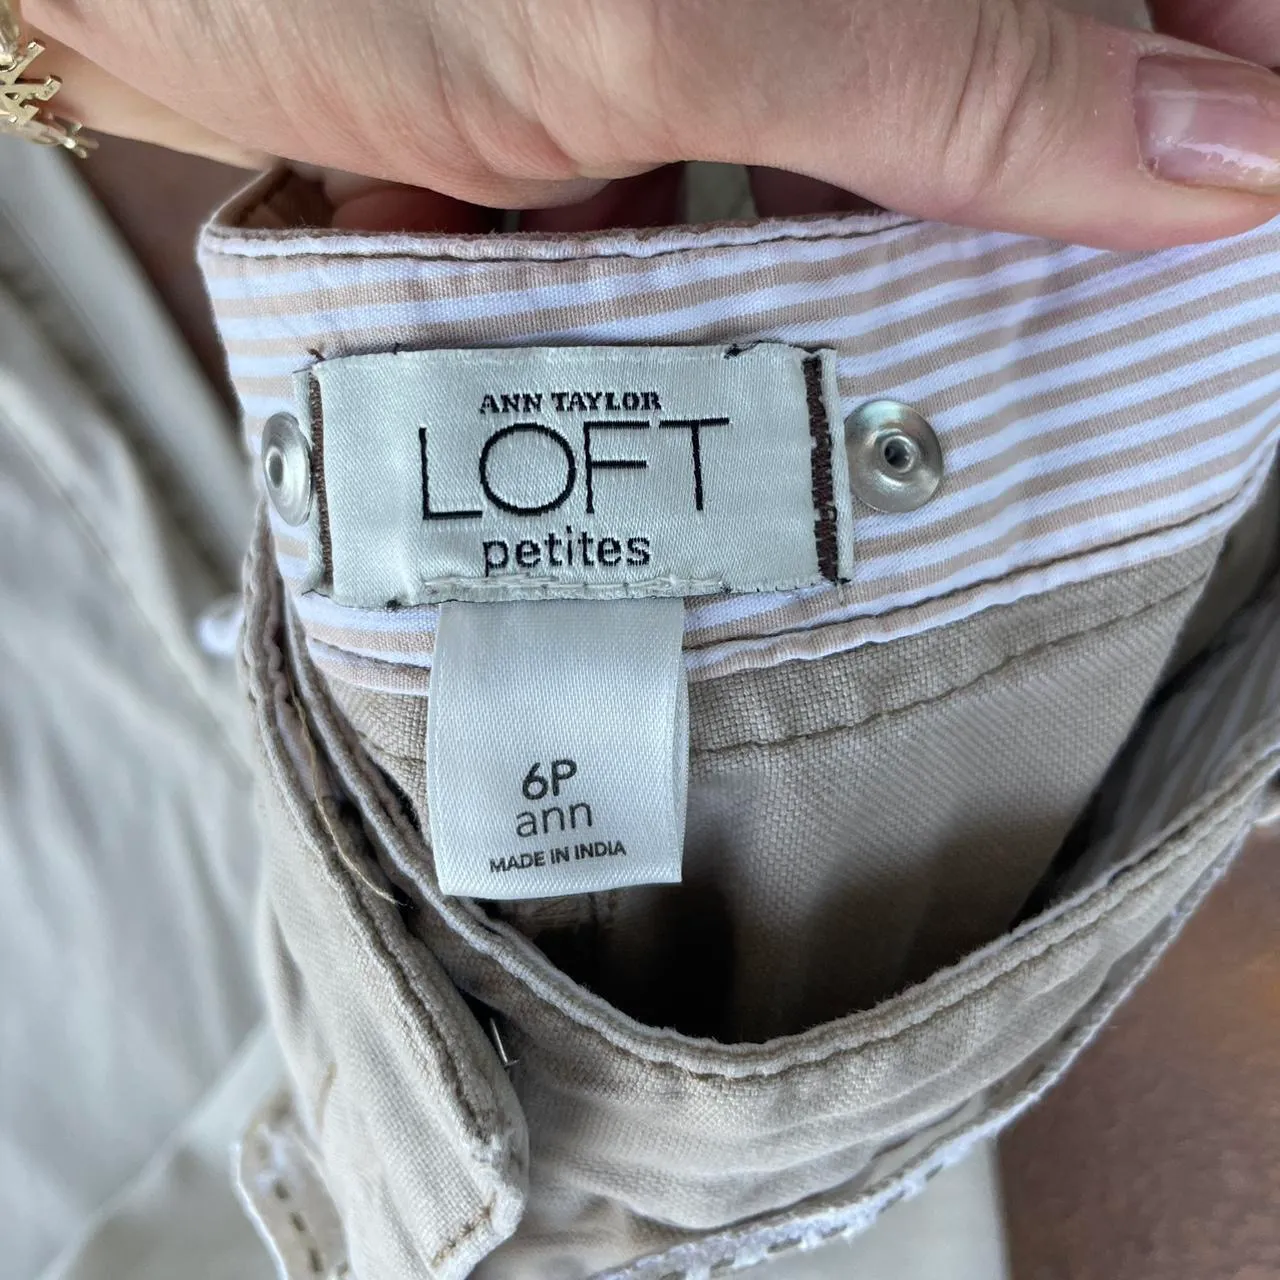 ANN TAYLOR
LOFT
petites
6P
ann
MADE IN INDIA